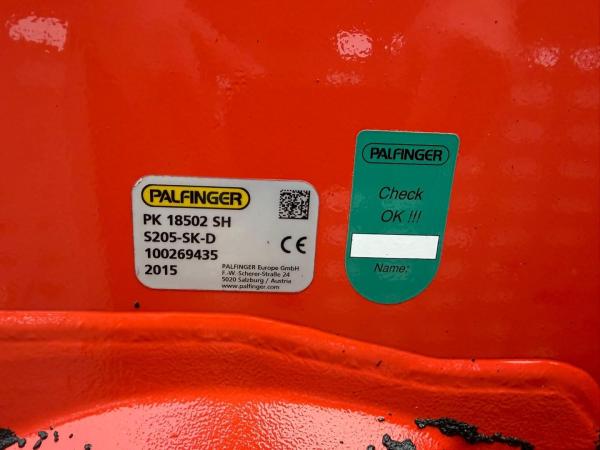 PALFINGER
PK 18502 SH
S205-SK-D
100269435
2015
CE
PALFINGER Europe GmbH
F.-W. Scherer-Straße 24
5020 Salzburg / Austria
www.palfinger.com
PALFINGER
Check
OK !!!
Name: